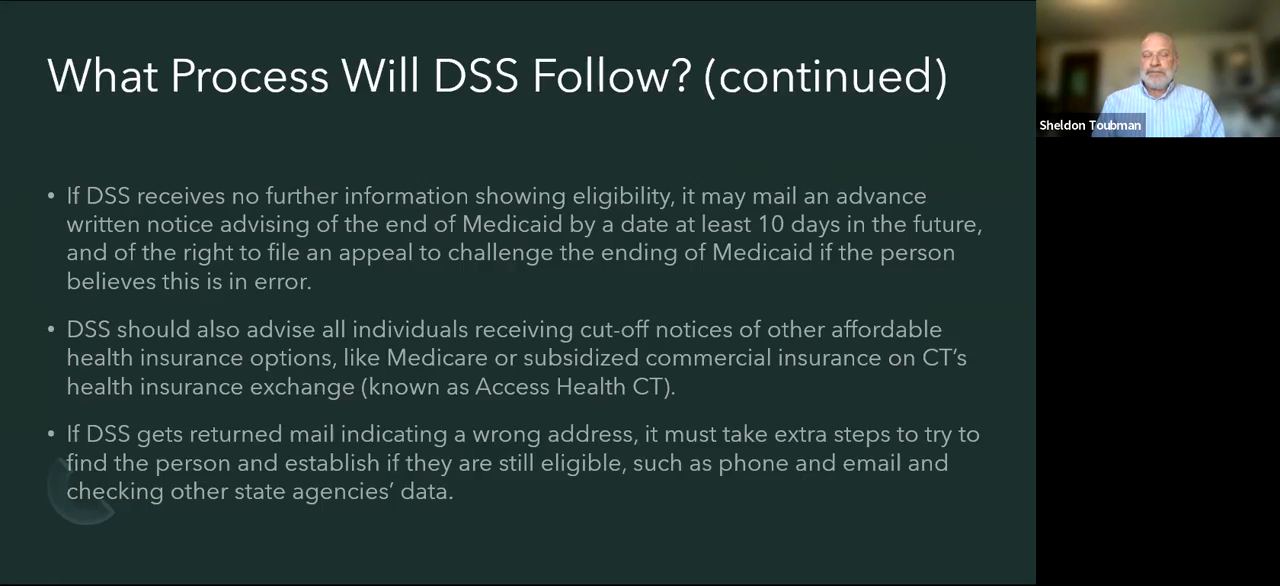 What Process Will DSS Follow? (continued)
• If DSS receives no further information showing eligibility, it may mail an advance
written notice advising of the end of Medicaid by a date at least 10 days in the future,
and of the right to file an appeal to challenge the ending of Medicaid if the person
believes this is in error.
• DSS should also advise all individuals receiving cut-off notices of other affordable
health insurance options, like Medicare or subsidized commercial insurance on CT’s
health insurance exchange (known as Access Health CT).
• If DSS gets returned mail indicating a wrong address, it must take extra steps to try to
find the person and establish if they are still eligible, such as phone and email and
checking other state agencies’ data.
Sheldon Toubman